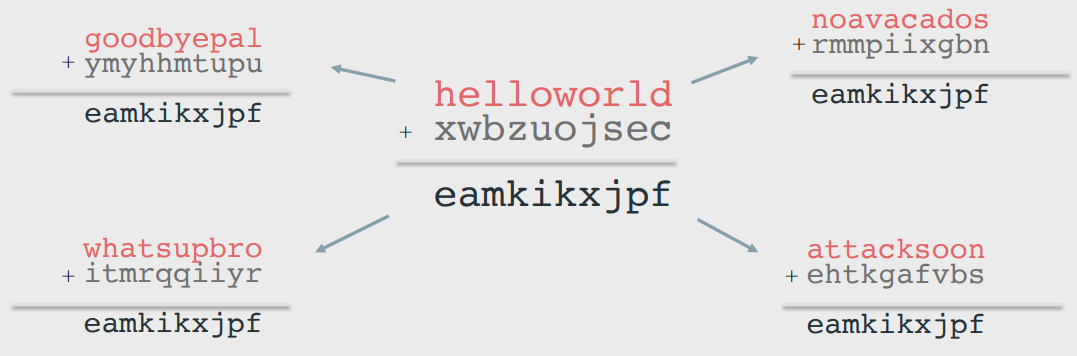 goodbyepal
+ ymyhhmtupu
eamkikxjpf
noavacados
+ rmmpiixgbn
eamkikxjpf
helloworld
+ xwbzuojsec
eamkikxjpf
whatsupbro
+ itmrqqiiyr
eamkikxjpf
attacksoon
+ ehtkgafvbs
eamkikxjpf